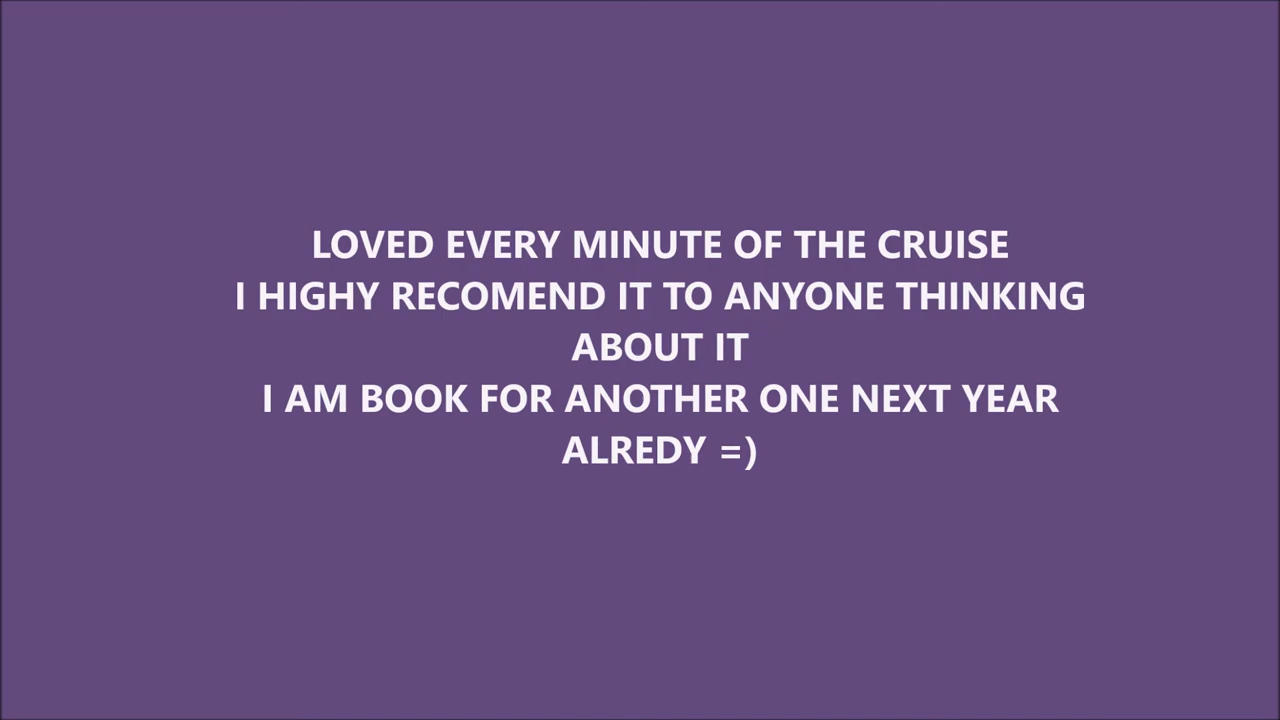 LOVED EVERY MINUTE OF THE CRUISE
I HIGHY RECOMEND IT TO ANYONE THINKING
ABOUT IT
I AM BOOK FOR ANOTHER ONE NEXT YEAR
ALREDY =)